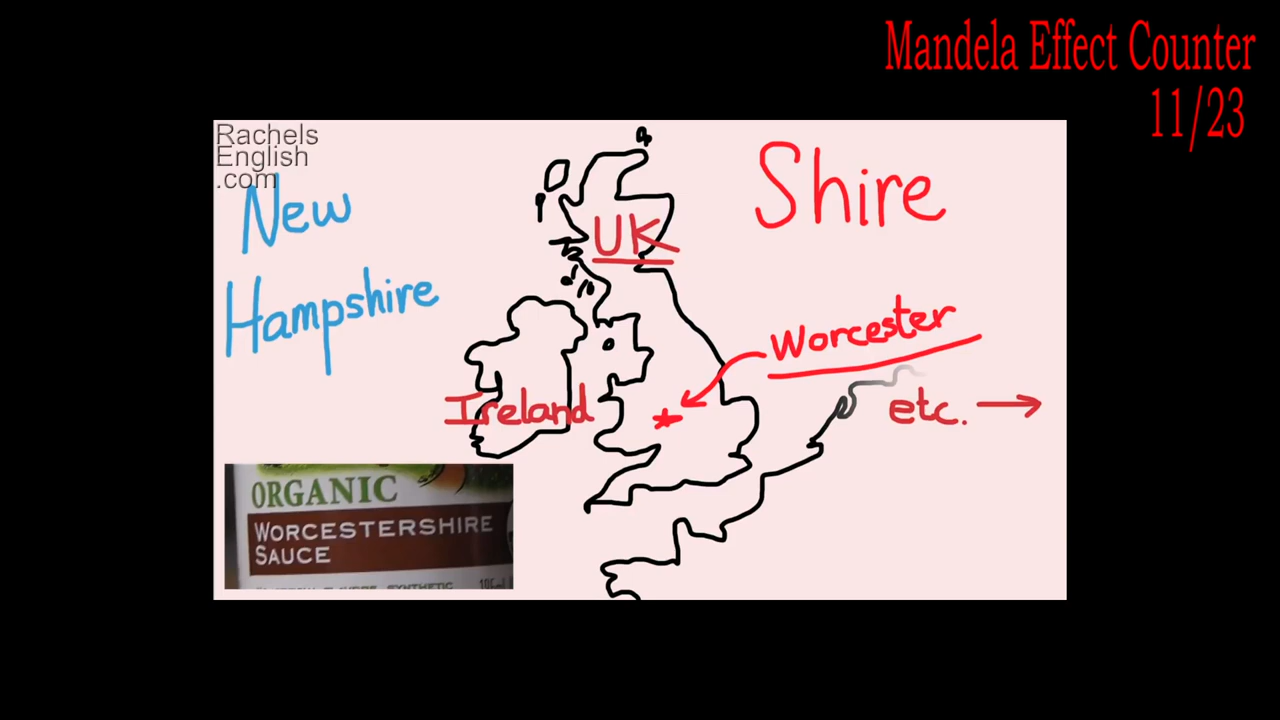 Mandela Effect Counter
11/23
Rachels
English
.com
New
Hampshire
Shire
UK
Worcester
Ireland
etc.
ORGANIC
WORCESTERSHIRE
SAUCE